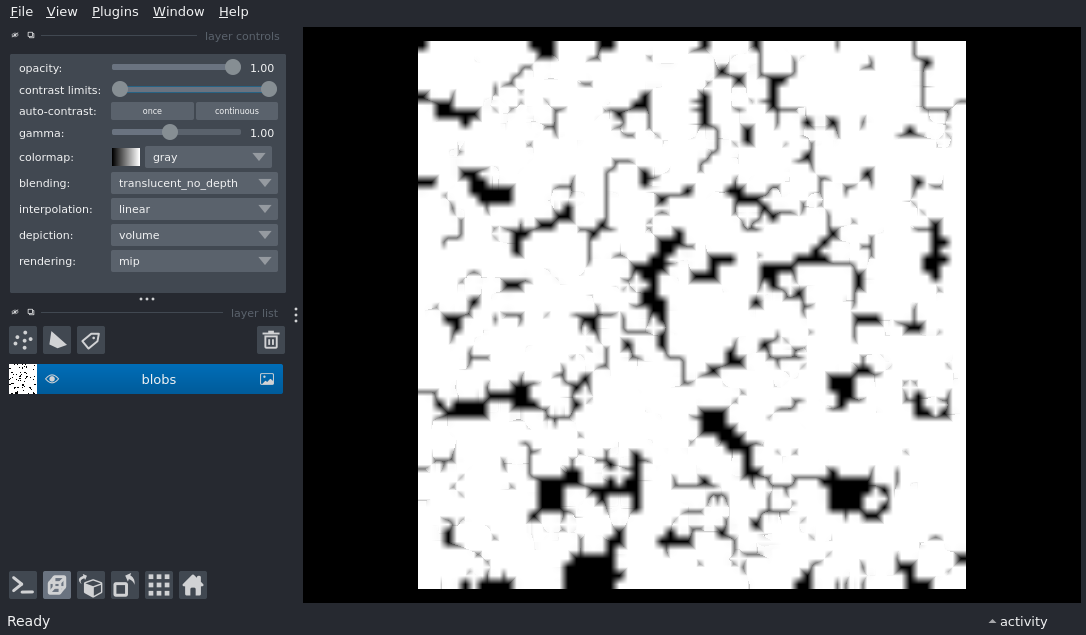 File View Plugins Window Help
layer controls
opacity: 1.00
contrast limits:
auto-contrast: once continuous
gamma: 1.00
colormap: gray
blending: translucent_no_depth
interpolation: linear
depiction: volume
rendering: mip
layer list
blobs
Ready activity